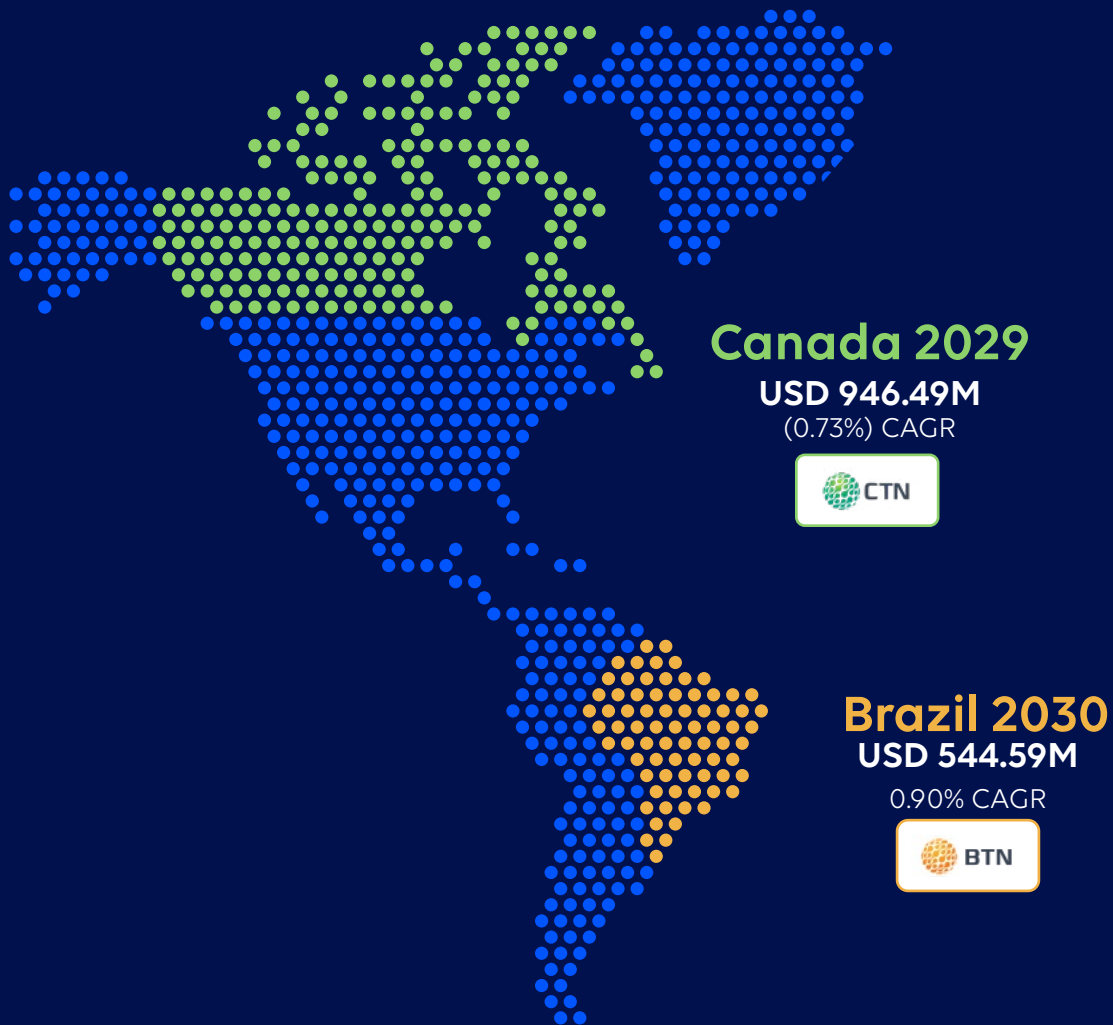 Canada 2029
USD 946.49M
(0.73%) CAGR
CTN
Brazil 2030
USD 544.59M
0.90% CAGR
BTN